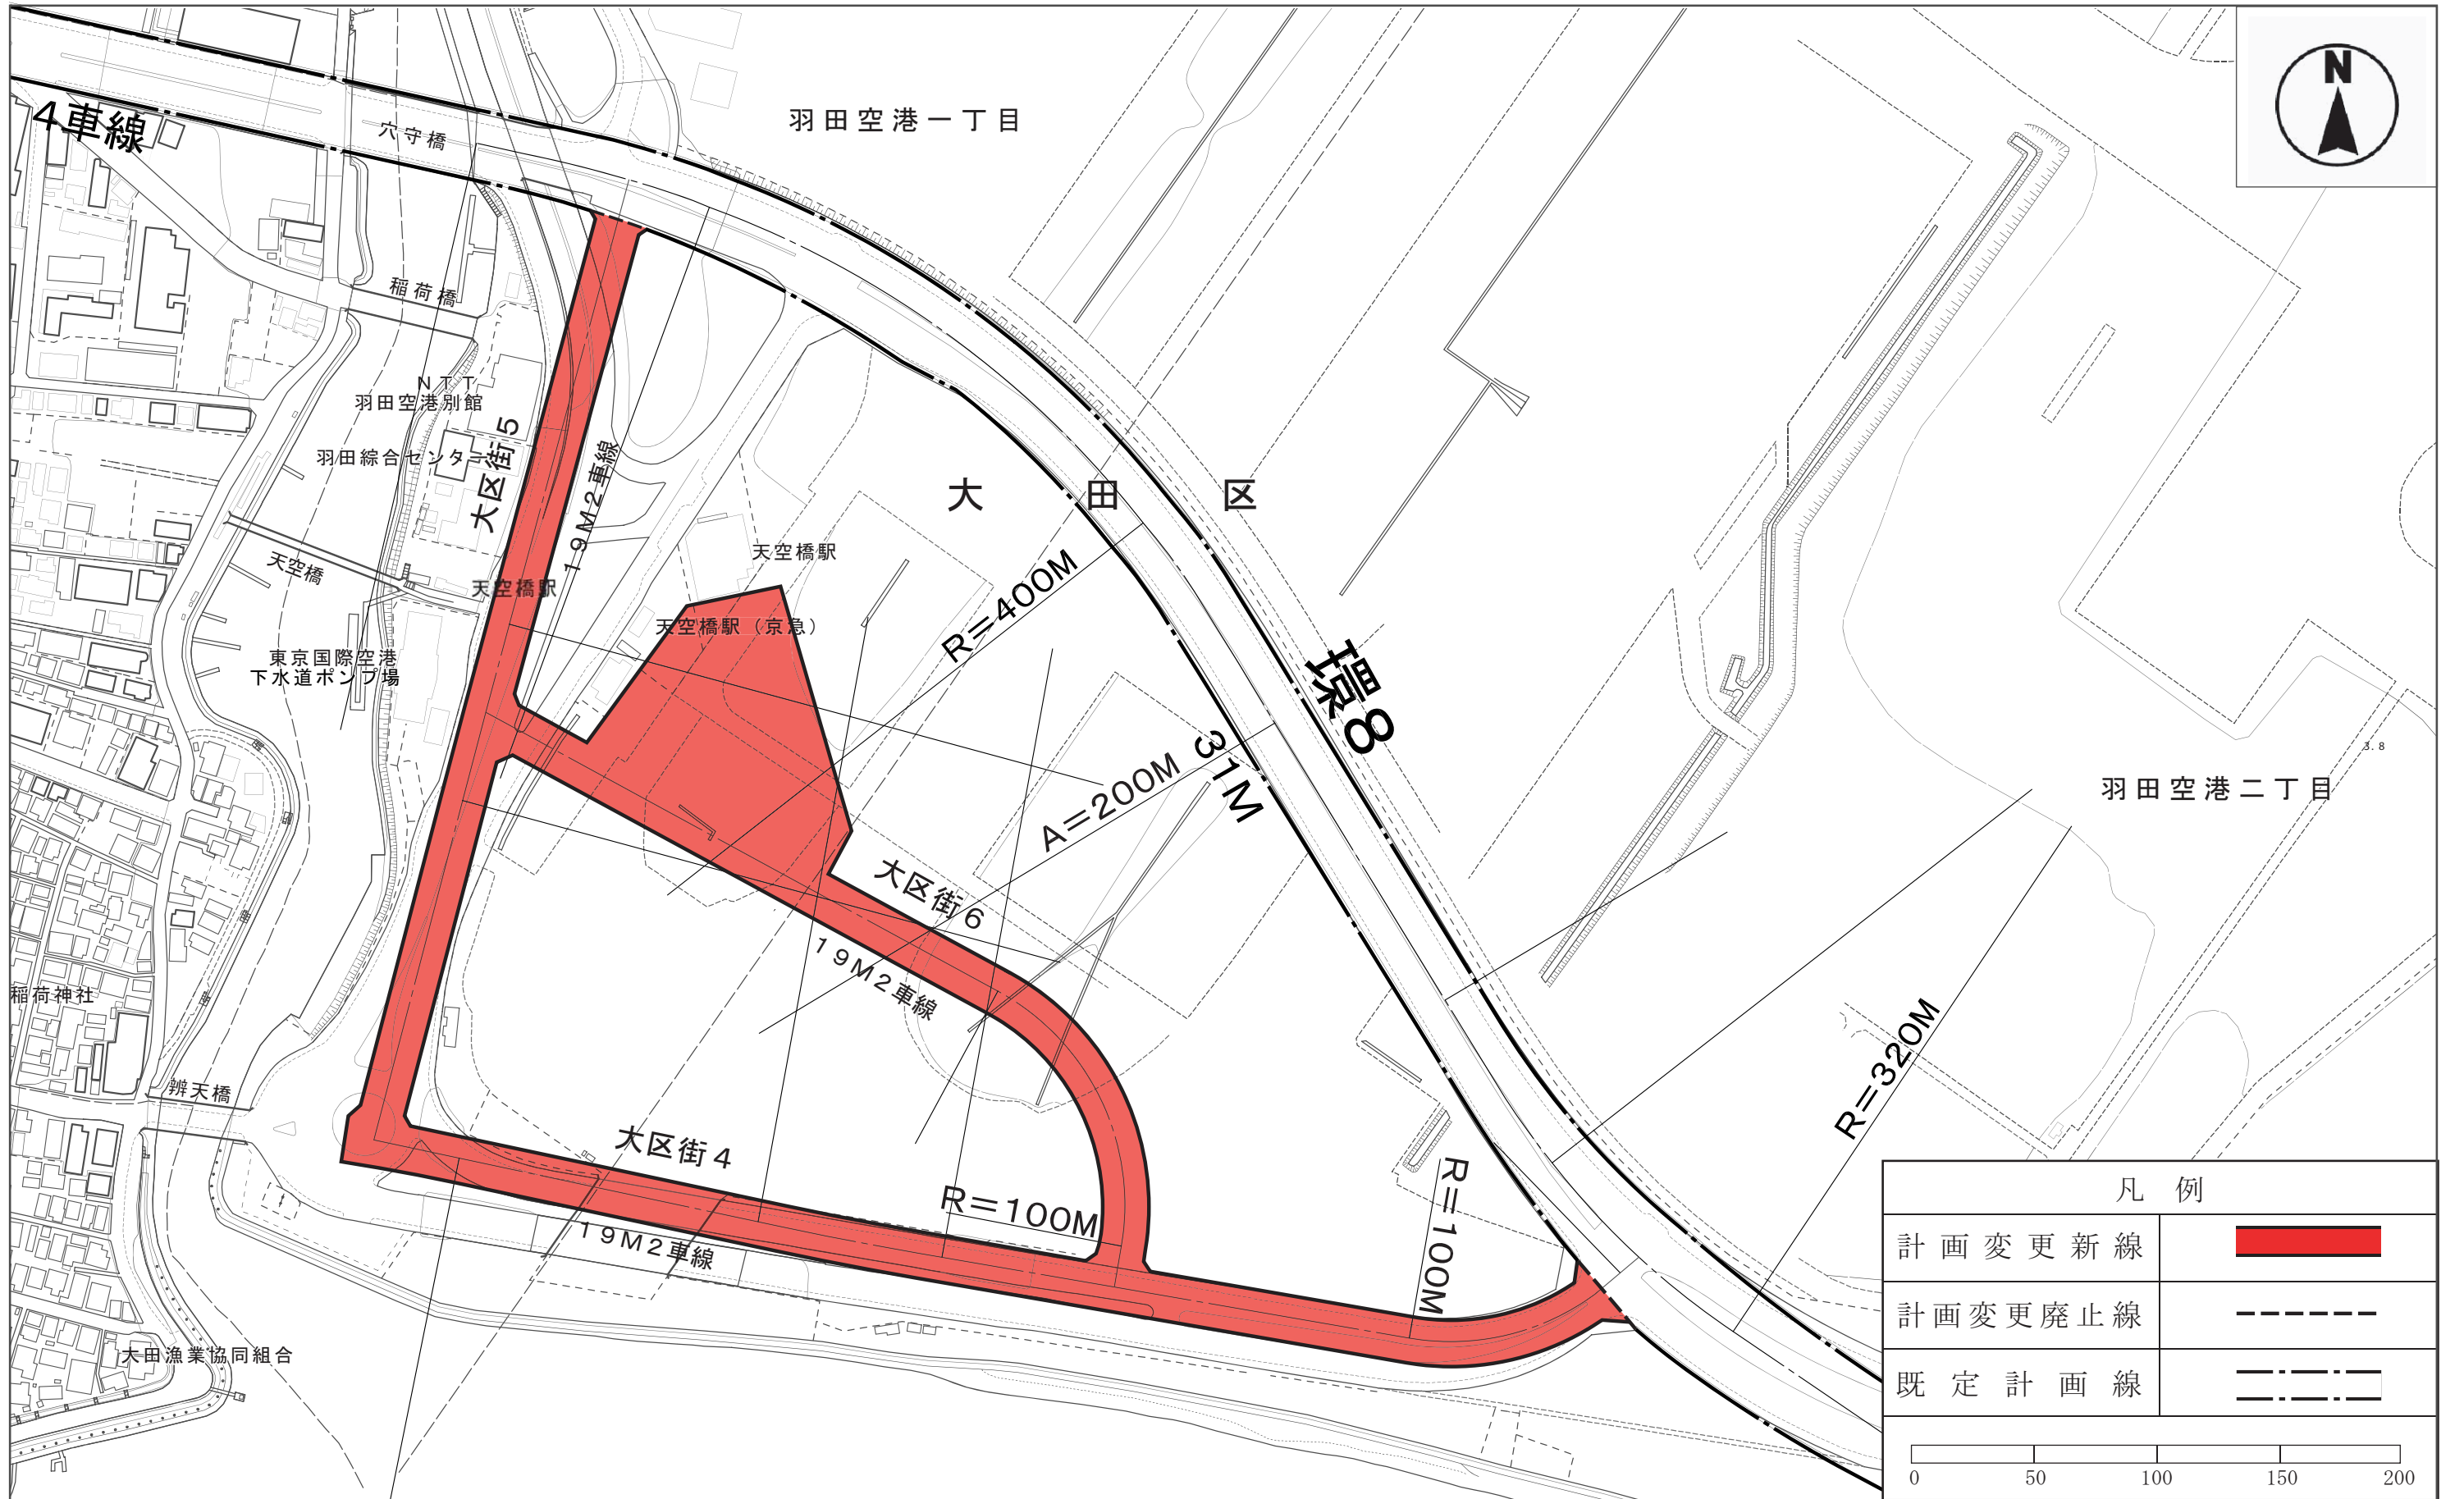 N
羽田空港一丁目
4車線
穴守橋
稲荷橋
NTT
羽田空港別館
羽田綜合センター
大区街5
19M2車線
大田区
天空橋駅
天空橋
天空橋駅
天空橋駅（京急）
R=400M
東京国際空港
下水道ポンプ場
環8
31M
A=200M
3.8
羽田空港二丁目
大区街6
19M2車線
稲荷神社
R=320M
辨天橋
大区街4
R=100M
R=100M
19M2車線
大田漁業協同組合
凡例
計画変更新線
計画変更廃止線
既定計画線
0 50 100 150 200